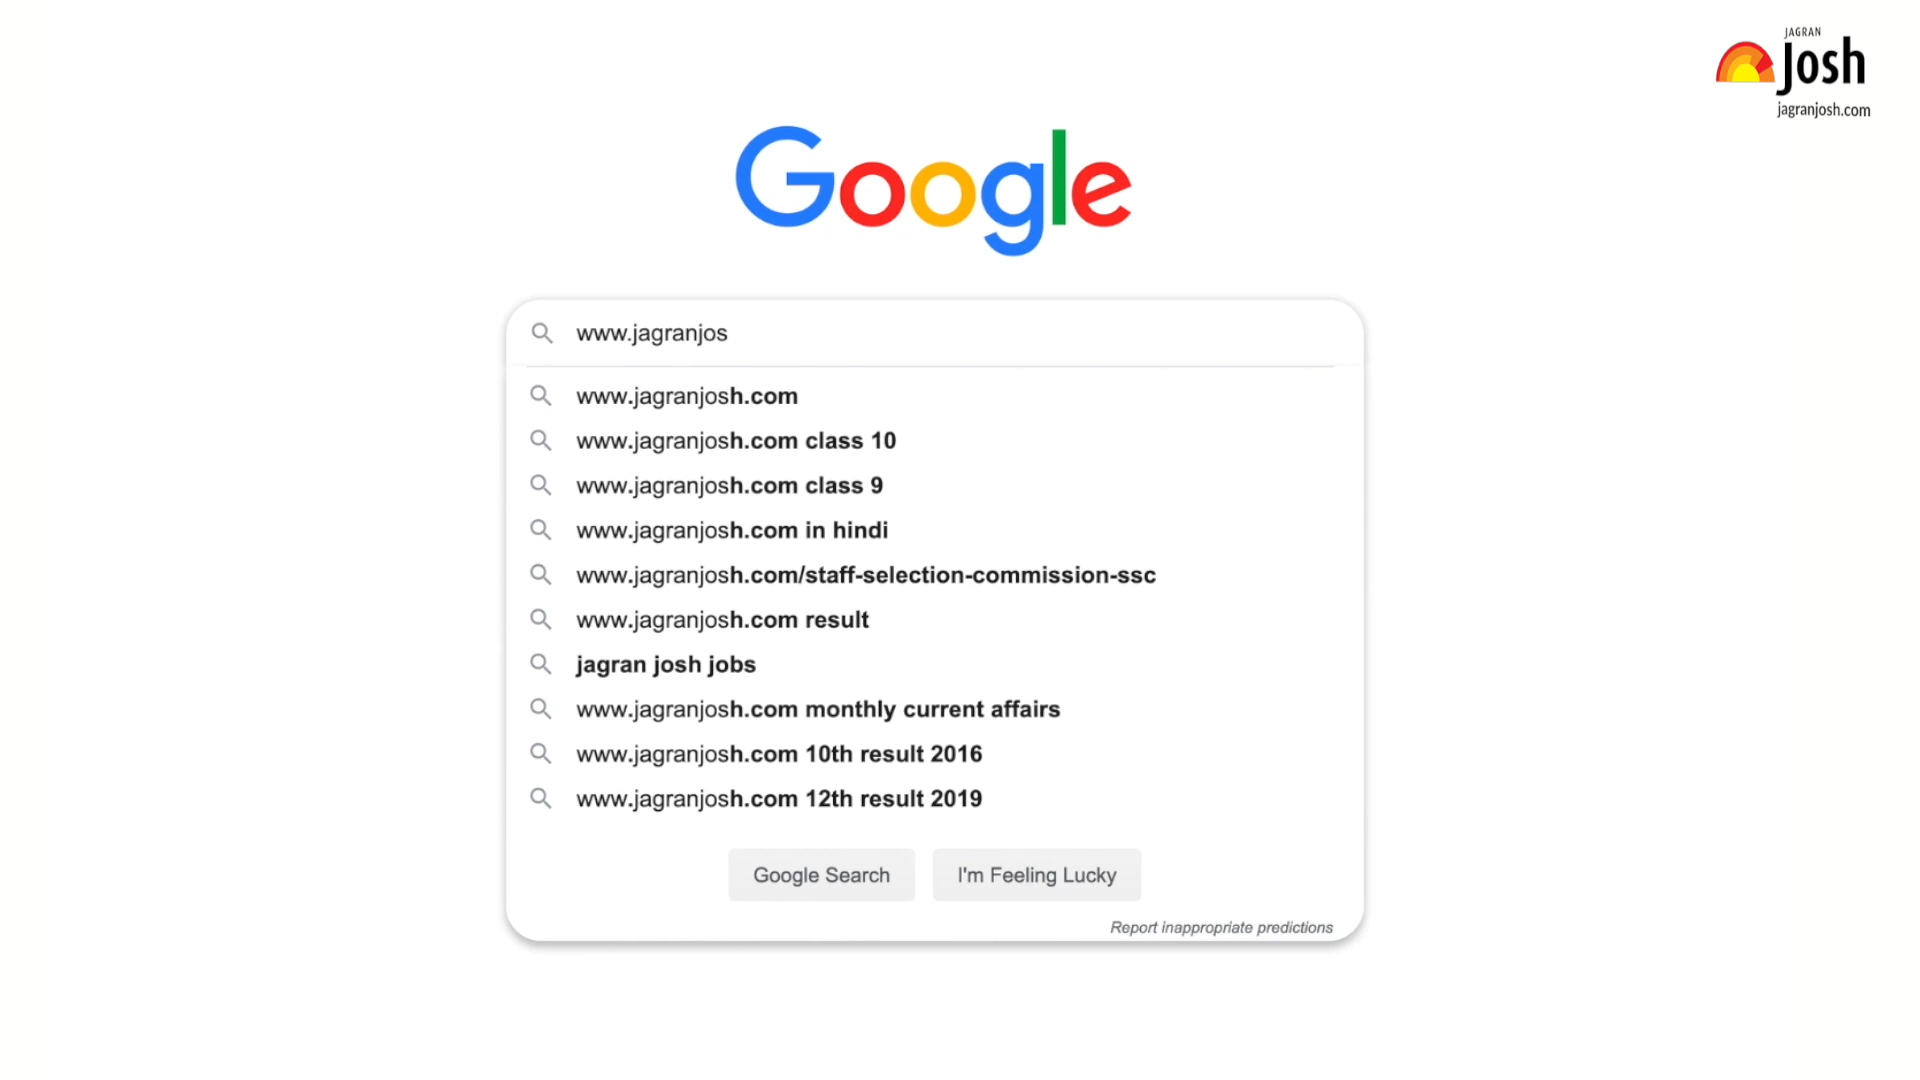 JAGRAN
Josh
jagranjosh.com
Google
www.jagranjos
www.jagranjosh.com
www.jagranjosh.com class 10
www.jagranjosh.com class 9
www.jagranjosh.com in hindi
www.jagranjosh.com/staff-selection-commission-ssc
www.jagranjosh.com result
jagran josh jobs
www.jagranjosh.com monthly current affairs
www.jagranjosh.com 10th result 2016
www.jagranjosh.com 12th result 2019
Google Search I'm Feeling Lucky
Report inappropriate predictions